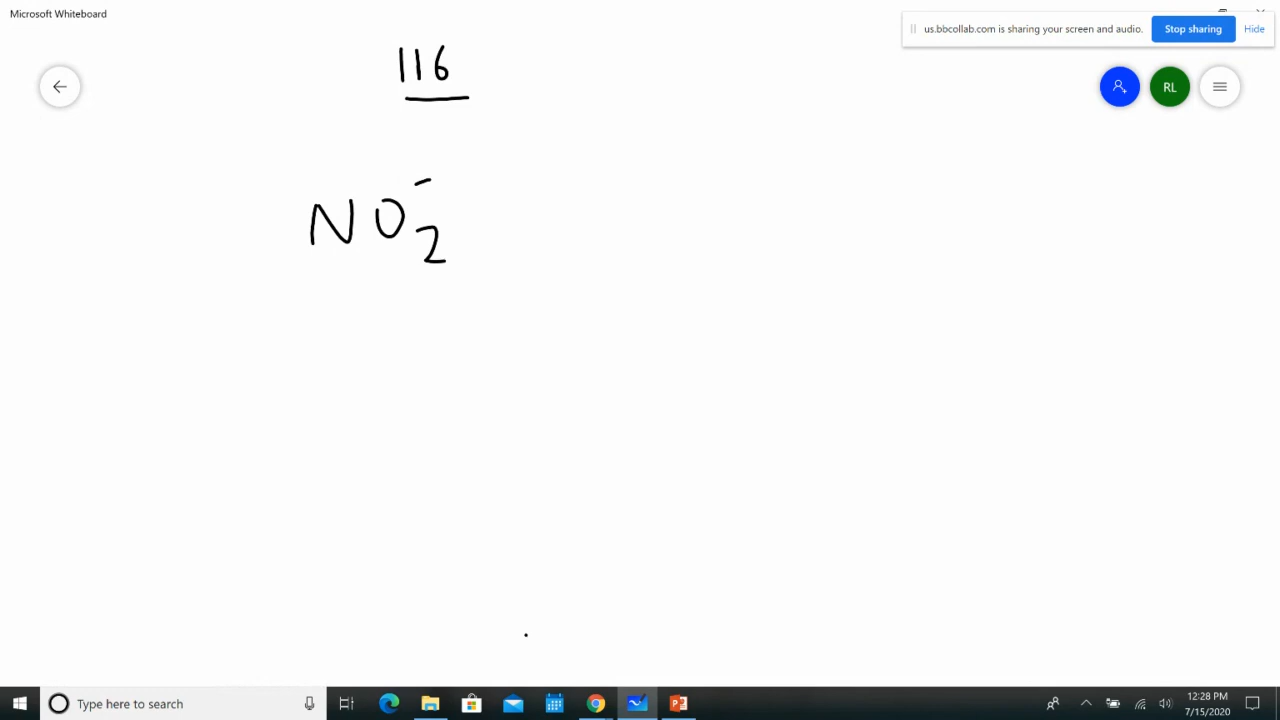 Microsoft Whiteboard
us.bbcollab.com is sharing your screen and audio. Stop sharing Hide
116
RL
NO₂⁻
Type here to search
12:28 PM
7/15/2020